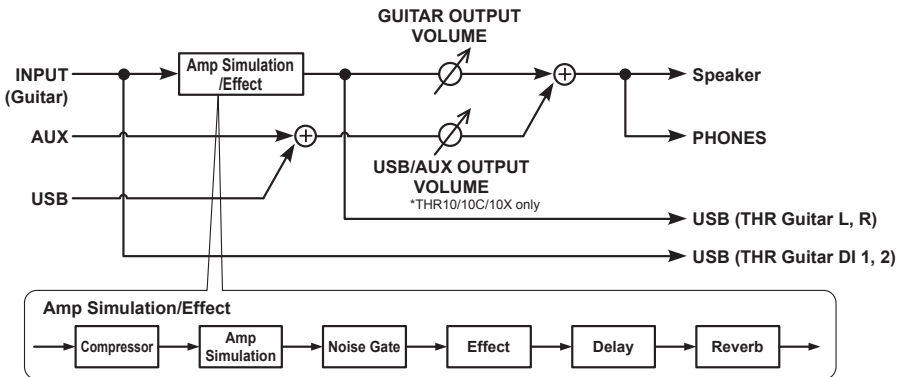 GUITAR OUTPUT
VOLUME
INPUT
(Guitar)
Amp Simulation
/Effect
Speaker
AUX
PHONES
USB/AUX OUTPUT
VOLUME
*THR10/10C/10X only
USB
USB (THR Guitar L, R)
USB (THR Guitar DI 1, 2)
Amp Simulation/Effect
Compressor
Amp
Simulation
Noise Gate
Effect
Delay
Reverb